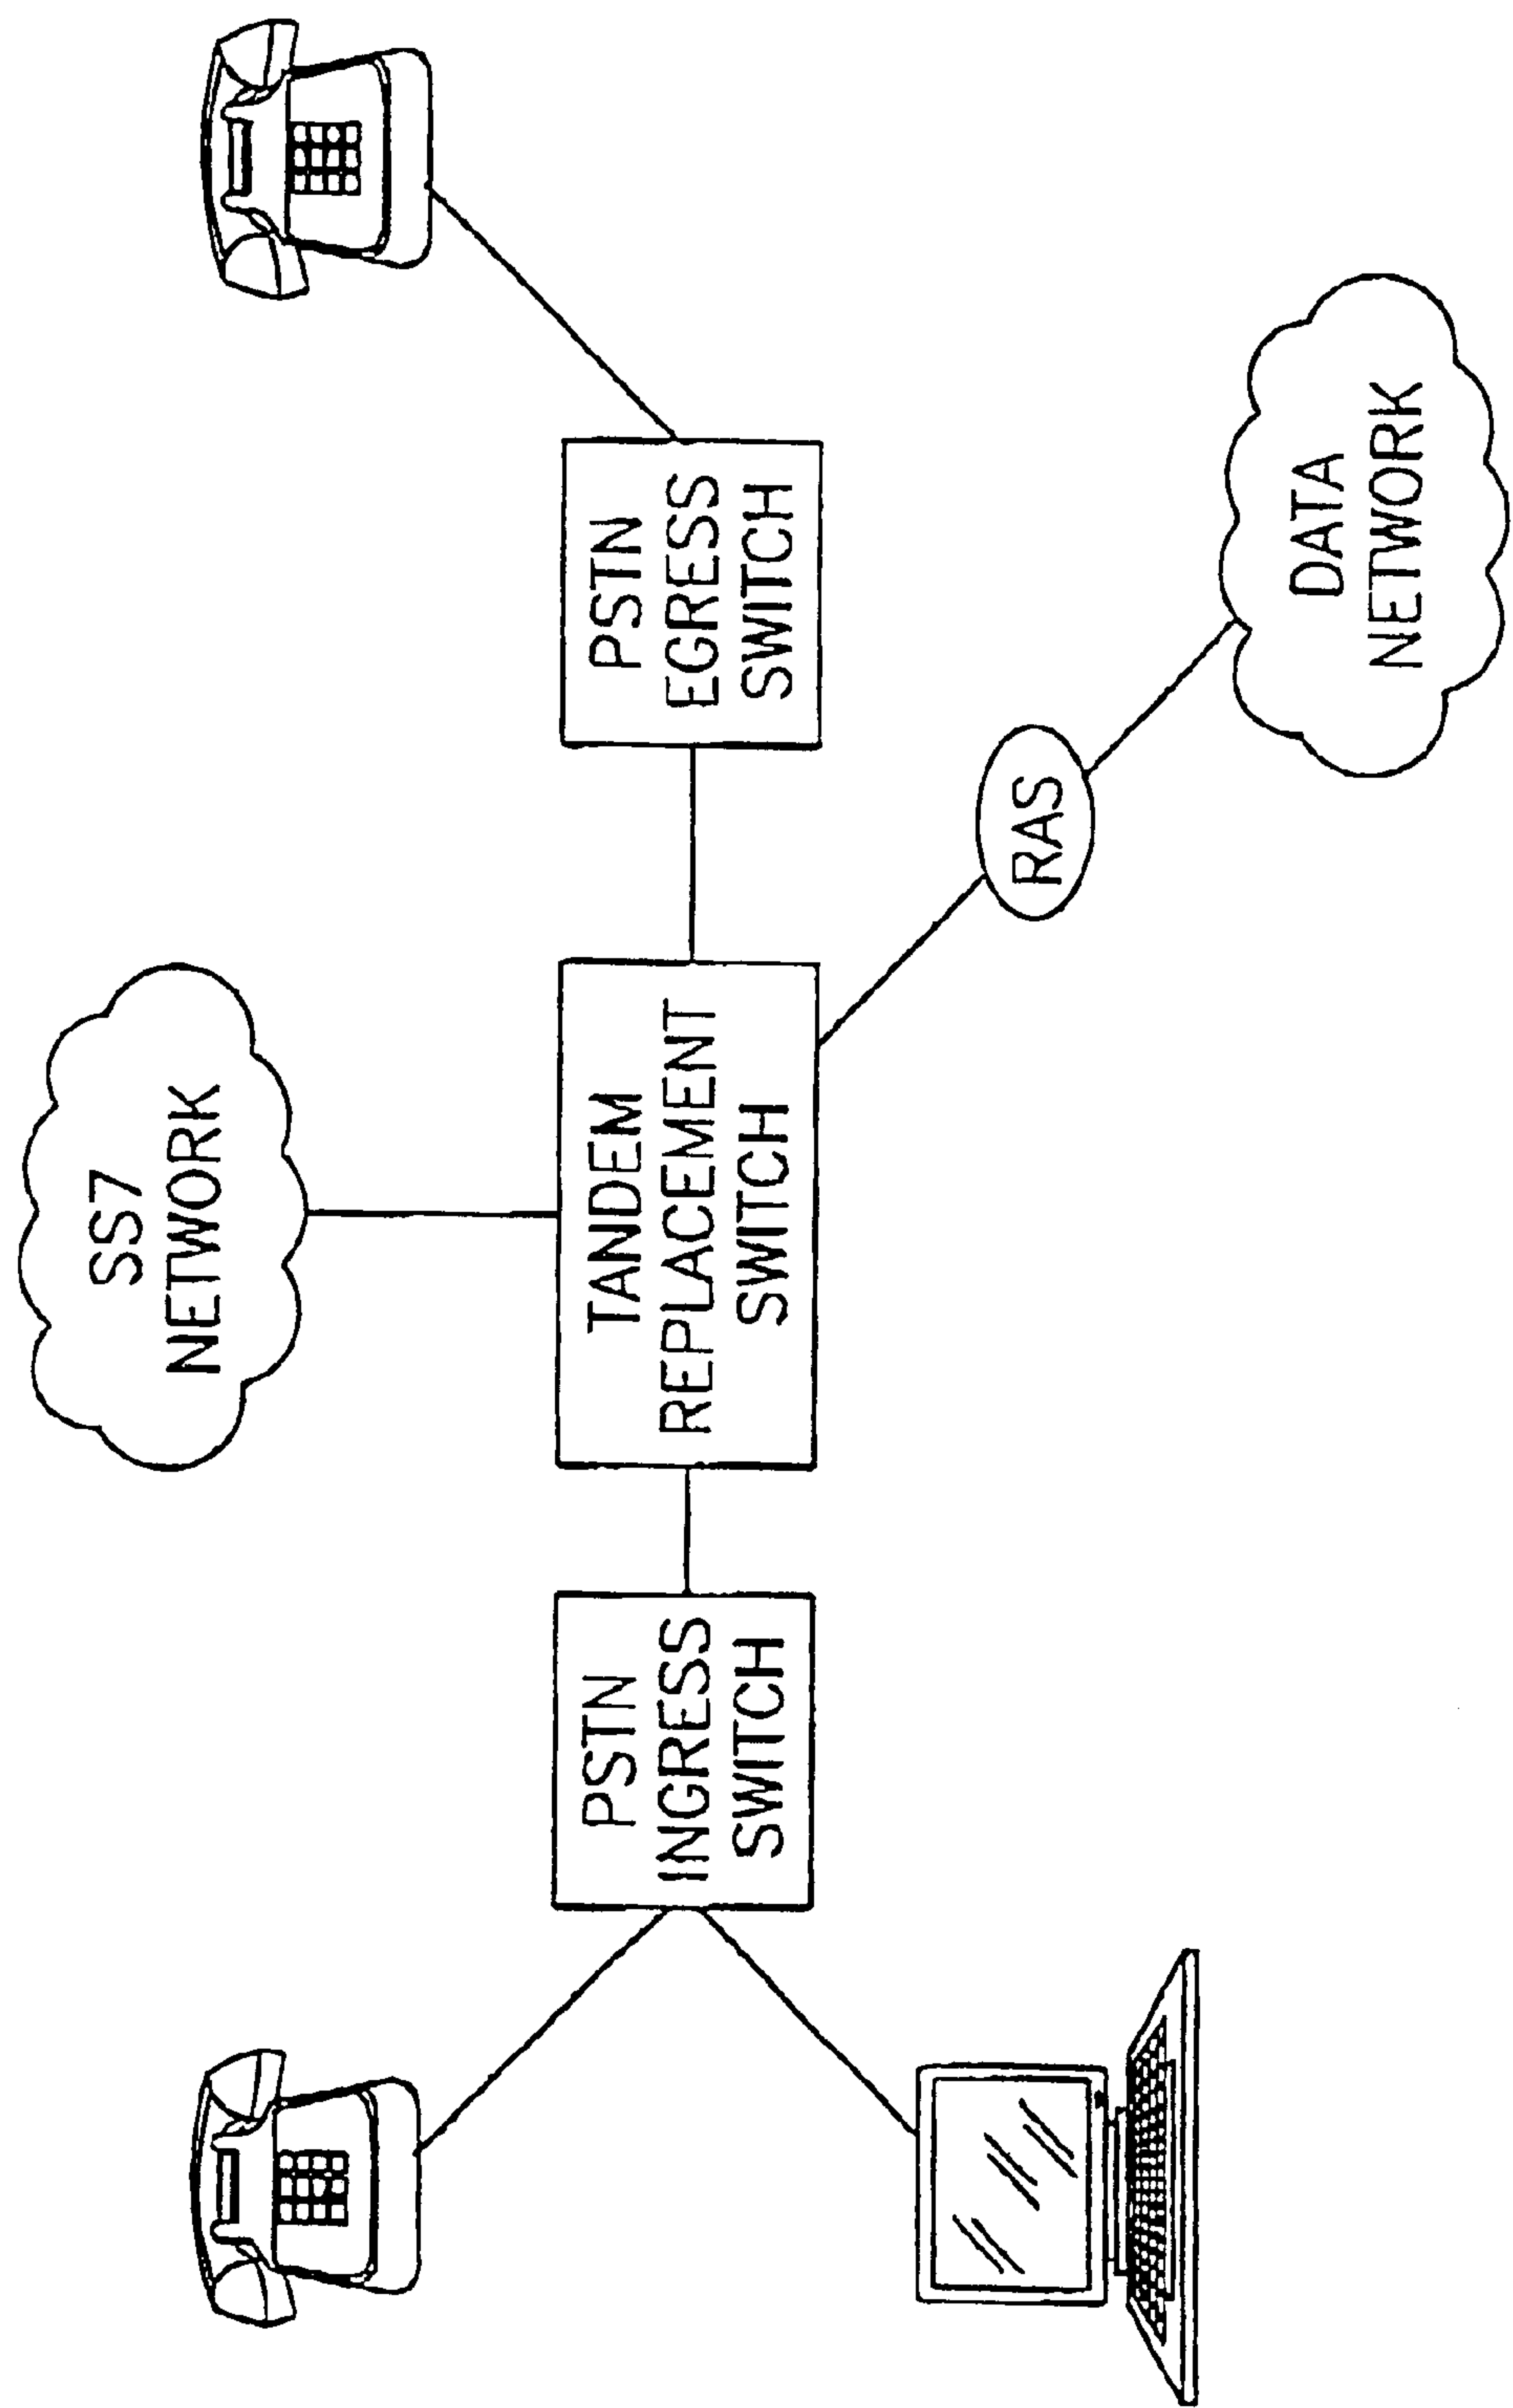 SS7
NETWORK
PSTN
INGRESS
SWITCH
TANDEM
REPLACEMENT
SWITCH
PSTN
EGRESS
SWITCH
RAS
DATA
NETWORK